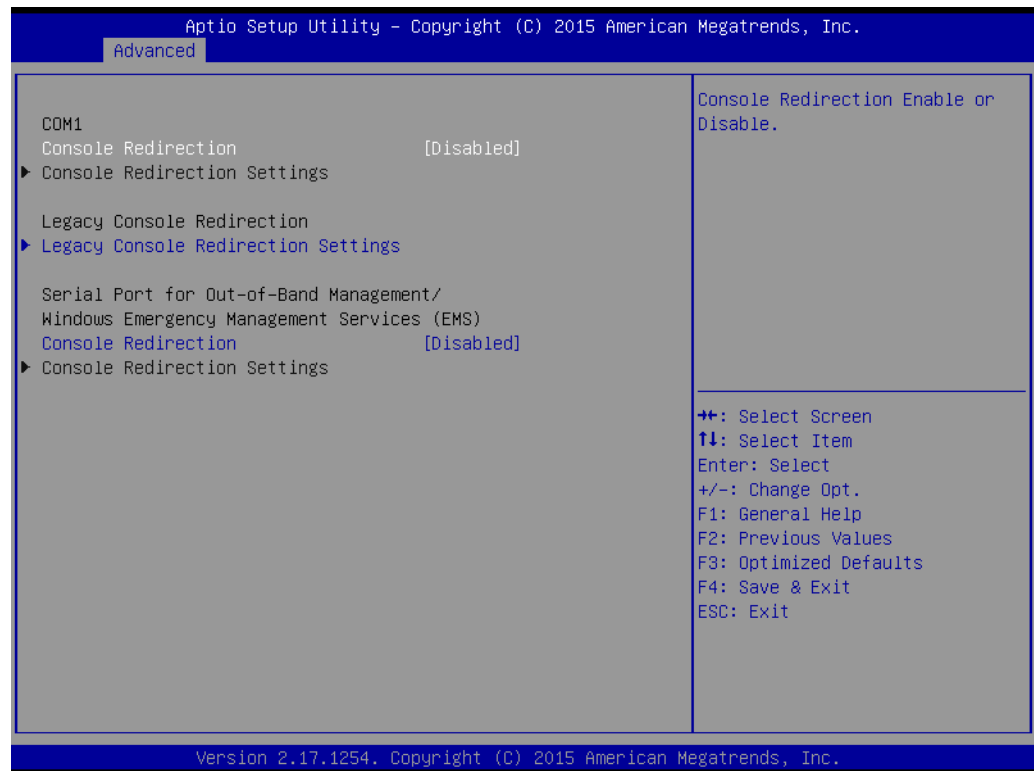 Aptio Setup Utility – Copyright (C) 2015 American Megatrends, Inc.
Advanced
COM1
Console Redirection [Disabled]
▶ Console Redirection Settings
Legacy Console Redirection
▶ Legacy Console Redirection Settings
Serial Port for Out-of-Band Management/
Windows Emergency Management Services (EMS)
Console Redirection [Disabled]
▶ Console Redirection Settings
Console Redirection Enable or
Disable.
→←: Select Screen
↑↓: Select Item
Enter: Select
+/-: Change Opt.
F1: General Help
F2: Previous Values
F3: Optimized Defaults
F4: Save & Exit
ESC: Exit
Version 2.17.1254. Copyright (C) 2015 American Megatrends, Inc.